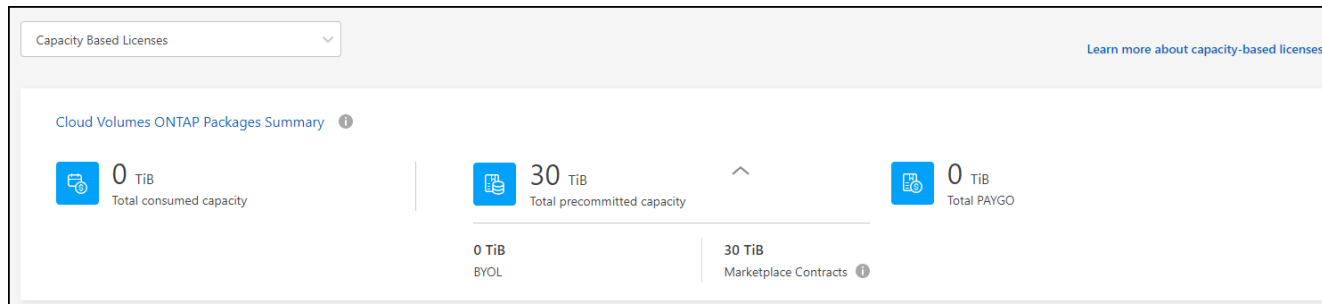 Capacity Based Licenses
Learn more about capacity-based licenses
Cloud Volumes ONTAP Packages Summary
0 TiB
Total consumed capacity
30 TiB
Total precommitted capacity
0 TiB
Total PAYGO
0 TiB
BYOL
30 TiB
Marketplace Contracts